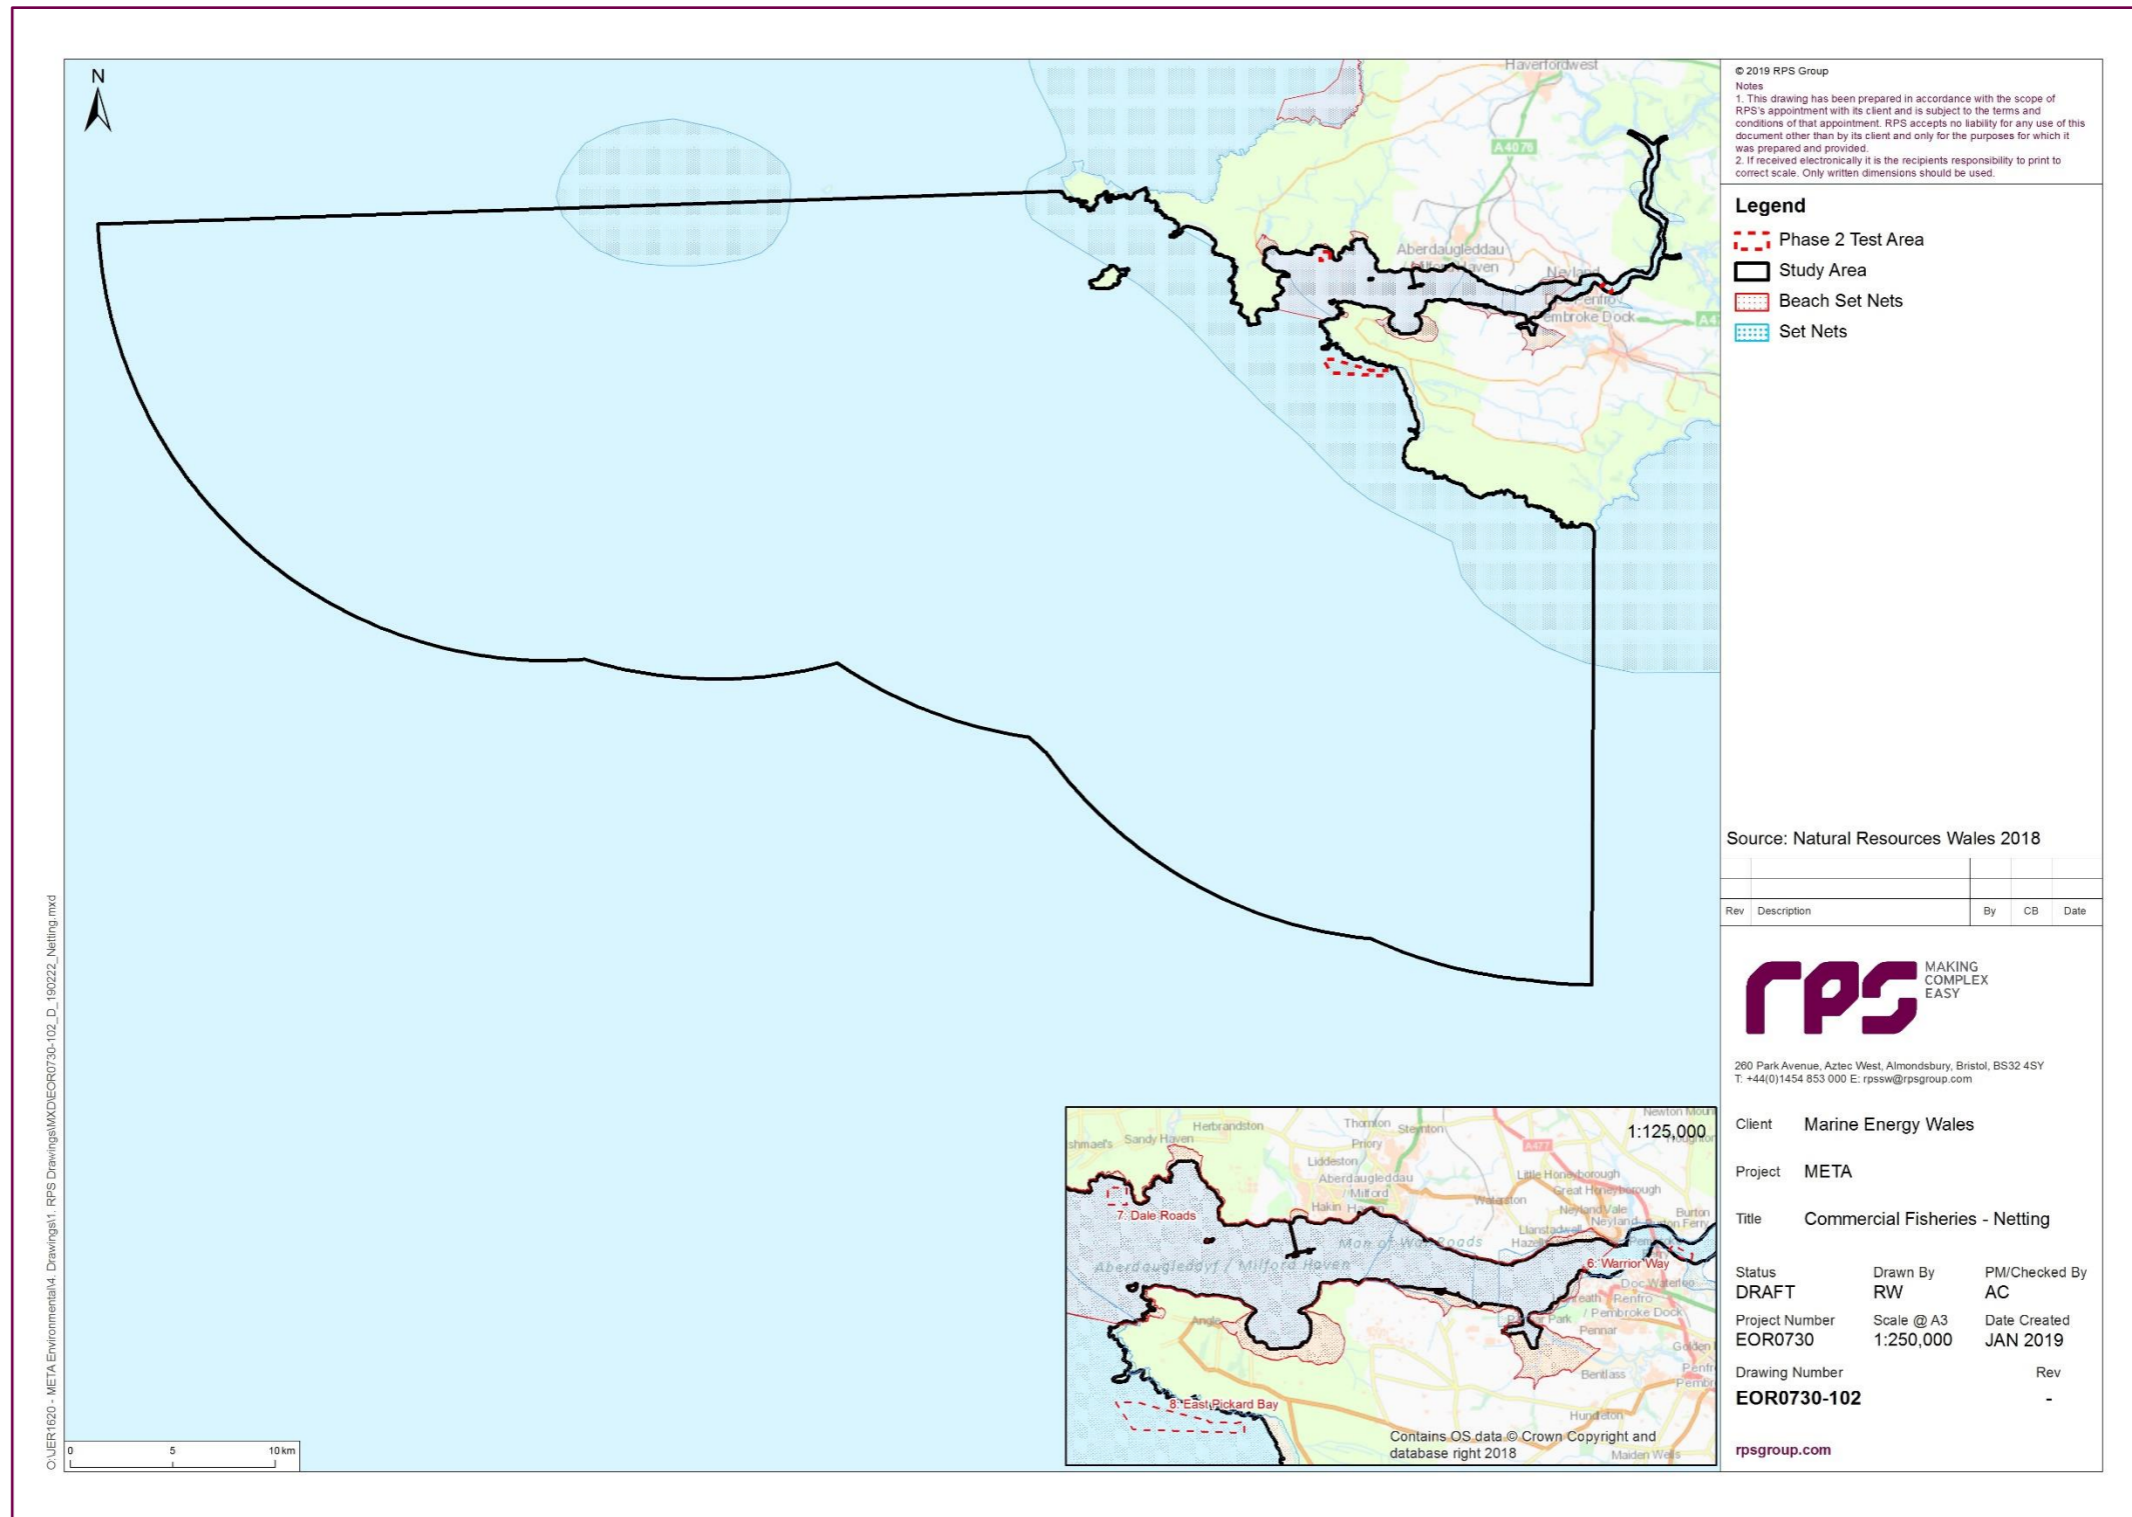 N
Haverfordwest
A4076
Aberdaugleddau
Milford Haven
Neyland
Pembroke Dock
0 5 10 km
O:\JER1620 - META Environmental\4. Drawings\1. RPS Drawings\MXD\EOR0730-102_D_190222_Netting.mxd
© 2019 RPS Group
Notes
1. This drawing has been prepared in accordance with the scope of
RPS's appointment with its client and is subject to the terms and
conditions of that appointment. RPS accepts no liability for any use of this
document other than by its client and only for the purposes for which it
was prepared and provided.
2. If received electronically it is the recipients responsibility to print to
correct scale. Only written dimensions should be used.
Legend
Phase 2 Test Area
Study Area
Beach Set Nets
Set Nets
Source: Natural Resources Wales 2018
Rev Description By CB Date
rps MAKING
COMPLEX
EASY
260 Park Avenue, Aztec West, Almondsbury, Bristol, BS32 4SY
T: +44(0)1454 853 000 E: rpssw@rpsgroup.com
Client Marine Energy Wales
Project META
Title Commercial Fisheries - Netting
Status Drawn By PM/Checked By
DRAFT RW AC
Project Number Scale @ A3 Date Created
EOR0730 1:250,000 JAN 2019
Drawing Number Rev
EOR0730-102 -
rpsgroup.com
1:125,000
Herbrandston
Sandy Haven
Thornton
Steynton
Priory
Liddeston
Aberdaugleddau
/ Milford
Hakin
A477
Little Honeyborough
Great Honeyborough
Waterston
Neyland Vale
Neyland
Burton
Burton Ferry
Llanstadwell
7: Dale Roads
Man of War Roads
Aberdaugleddyf / Milford Haven
6: Warrior Way
Doc Waterloo
/ Pembroke Dock
Pennar
Angle
Bentlass
8: East Pickard Bay
Hundleton
Maiden Wells
Contains OS data © Crown Copyright and
database right 2018